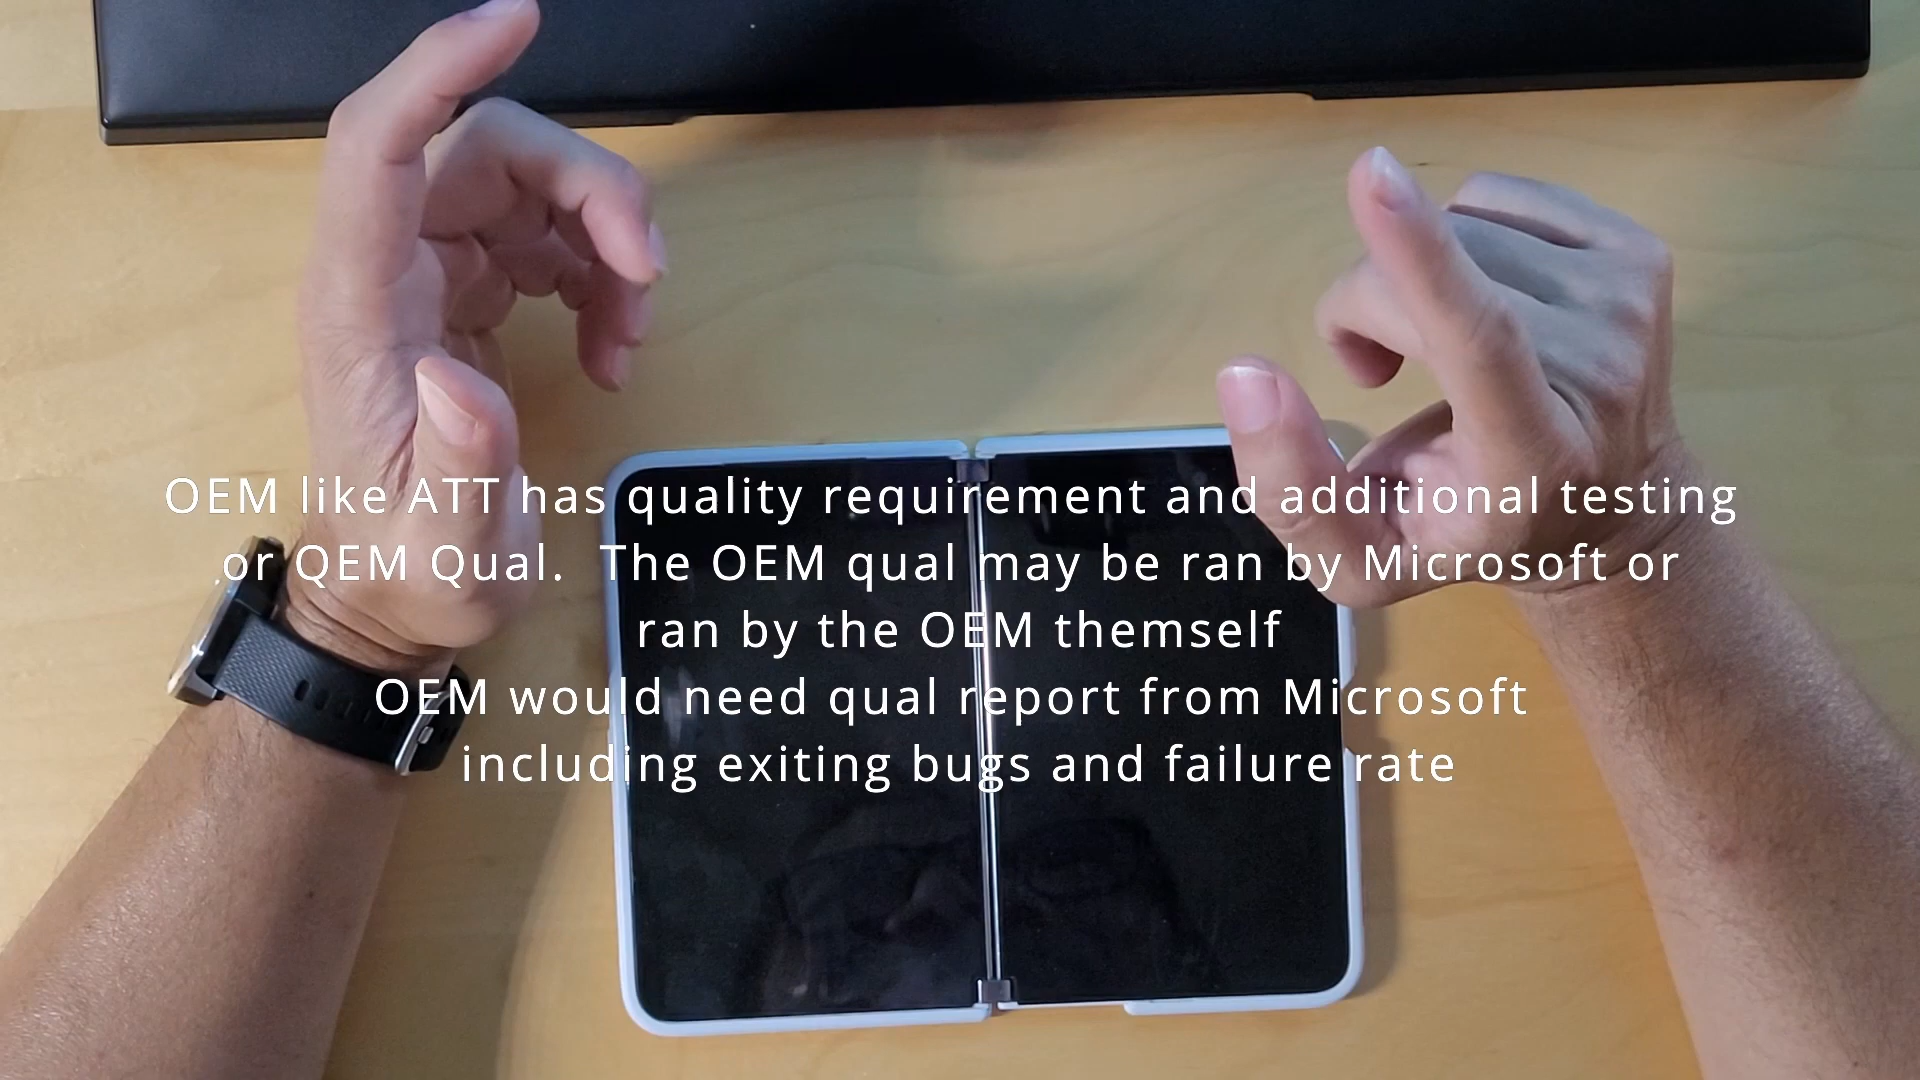 OEM like ATT has quality requirement and additional testing
or QEM Qual.  The OEM qual may be ran by Microsoft or
ran by the OEM themself
OEM would need qual report from Microsoft
including exiting bugs and failure rate